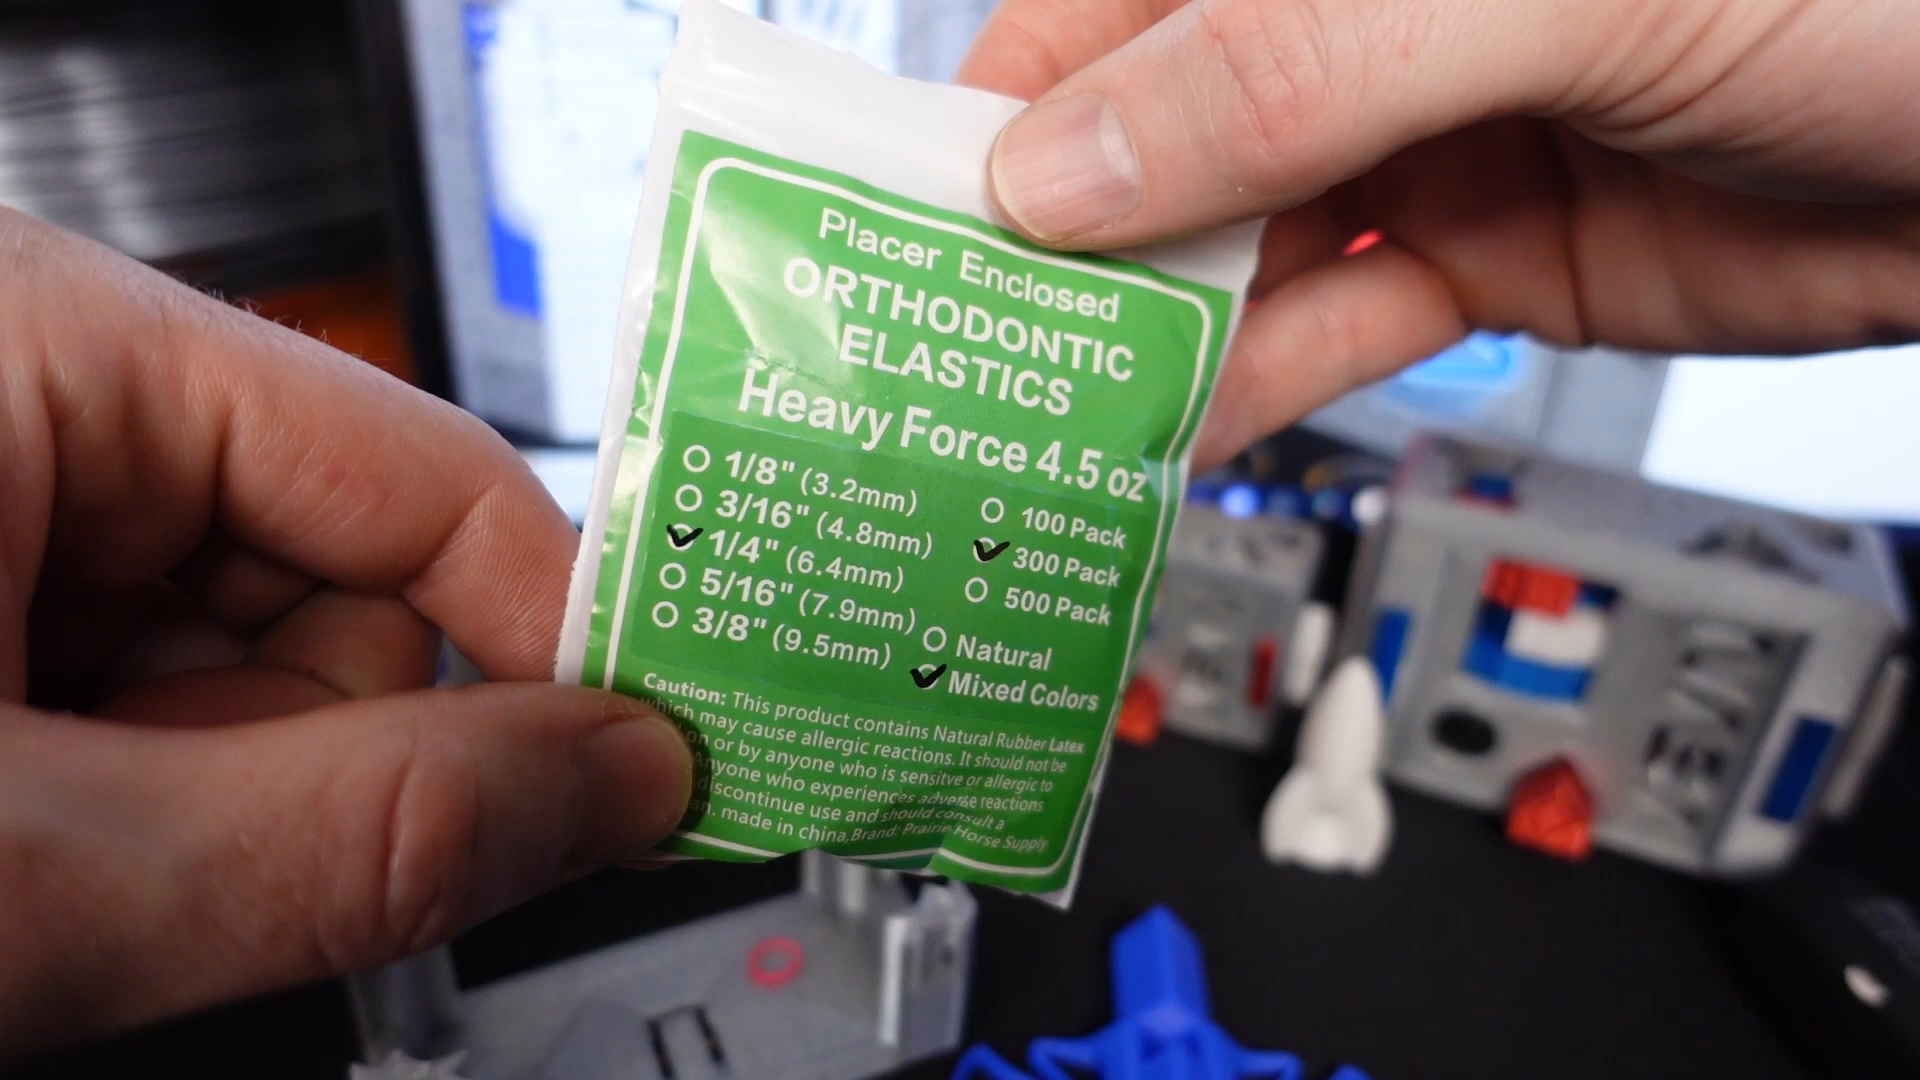 Placer Enclosed
ORTHODONTIC
ELASTICS
Heavy Force 4.5 oz
1/8" (3.2mm)
3/16" (4.8mm)
1/4" (6.4mm)
5/16" (7.9mm)
3/8" (9.5mm)
100 Pack
300 Pack
500 Pack
Natural
Mixed Colors
Caution: This product contains Natural Rubber Latex
which may cause allergic reactions. It should not be
on or by anyone who is sensitve or allergic to
Anyone who experiences adverse reactions
discontinue use and should consult a
made in china, Brand: Prairie Horse Supply